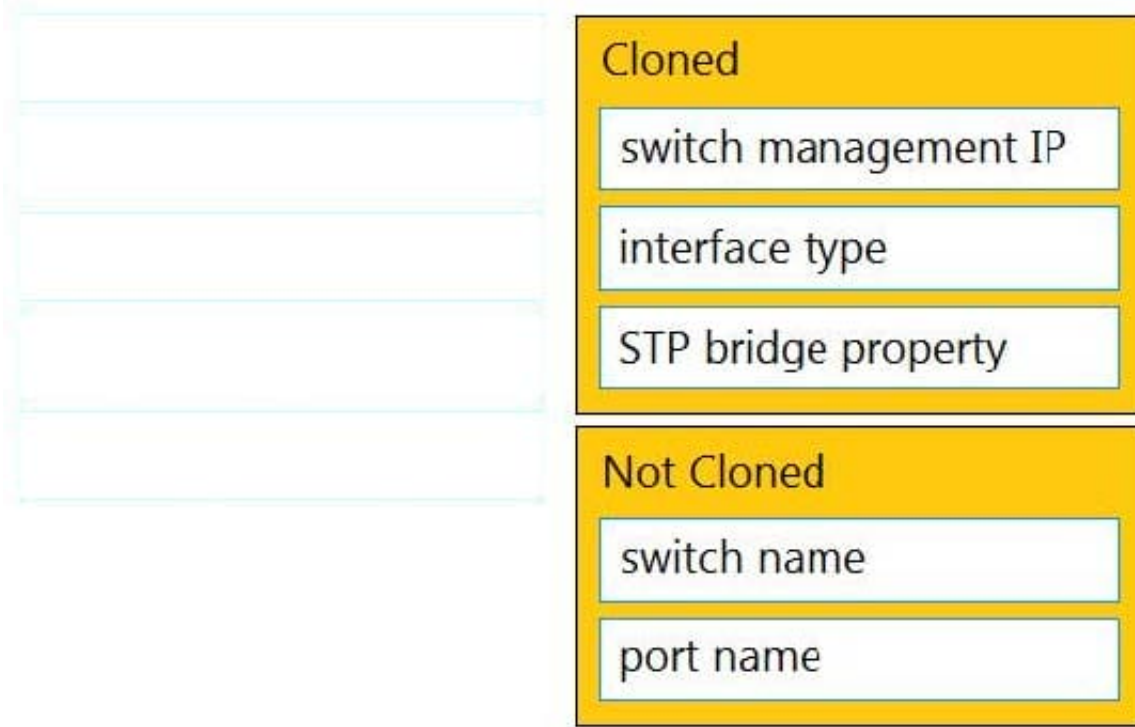 Cloned
switch management IP
interface type
STP bridge property
Not Cloned
switch name
port name